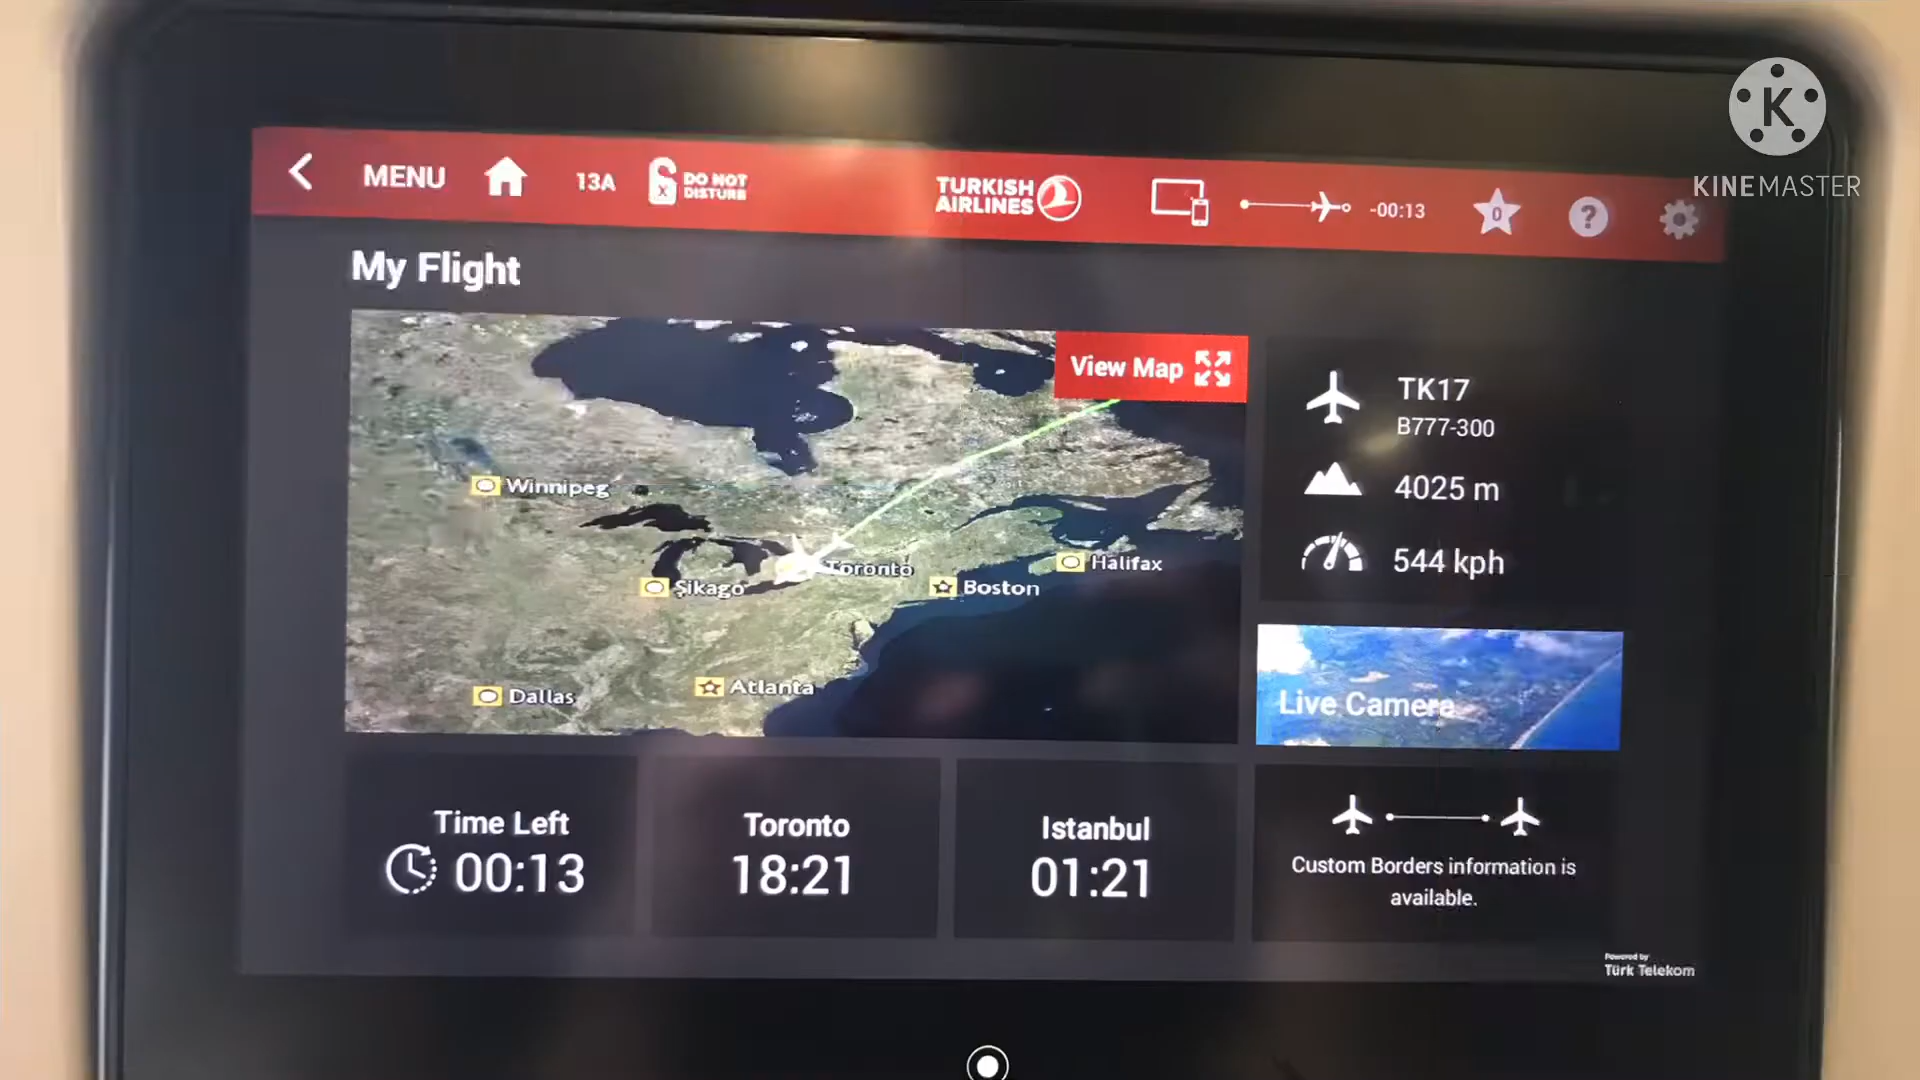 MENU
13A
DO NOT
DISTURB
TURKISH
AIRLINES
-00:13
0
?
K
KINEMASTER
My Flight
View Map
Winnipeg
Toronto
Şikago
Boston
Halifax
Dallas
Atlanta
TK17
B777-300
4025 m
544 kph
Live Camera
Time Left
00:13
Toronto
18:21
Istanbul
01:21
Custom Borders information is
available.
Powered by
Türk Telekom